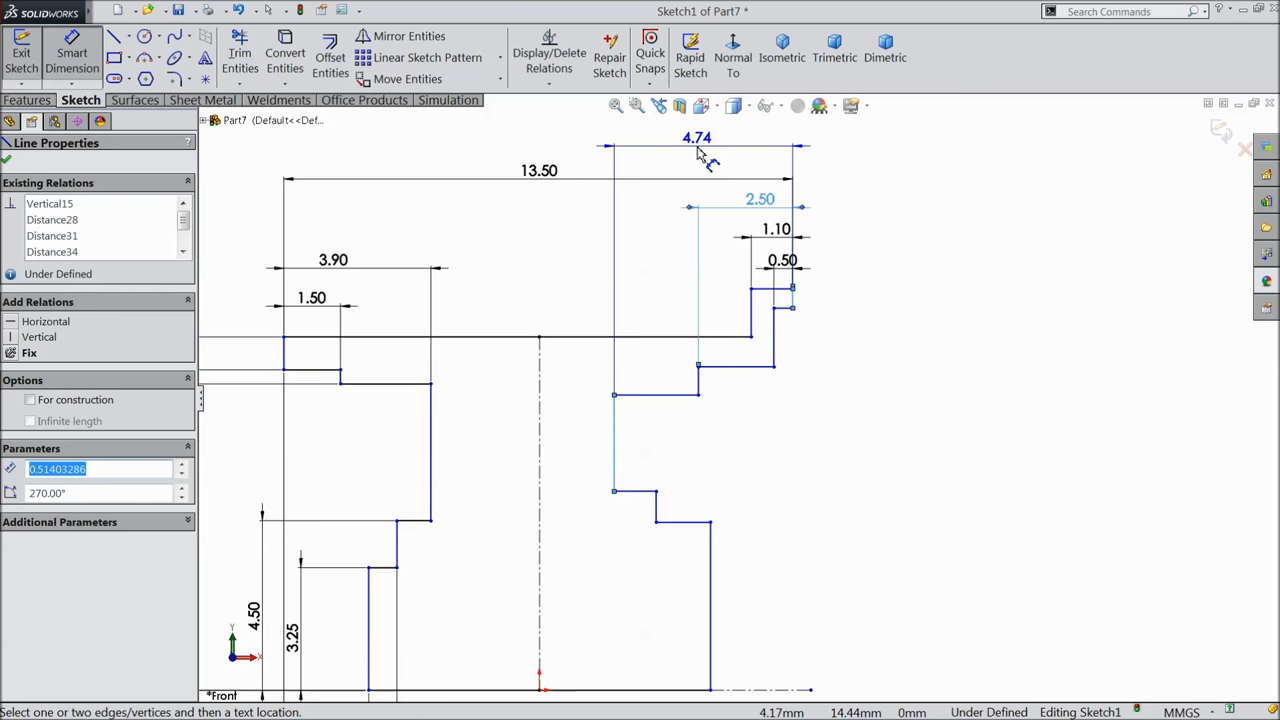 SOLIDWORKS
Sketch1 of Part7 *
Search Commands
Exit Sketch
Smart Dimension
Trim Entities
Convert Entities
Offset Entities
Mirror Entities
Linear Sketch Pattern
Move Entities
Display/Delete Relations
Repair Sketch
Quick Snaps
Rapid Sketch
Normal To
Isometric
Trimetric
Dimetric
Features
Sketch
Surfaces
Sheet Metal
Weldments
Office Products
Simulation
Part7 (Default<<Def...
Line Properties
?
Existing Relations
Vertical15
Distance28
Distance31
Distance34
Under Defined
Add Relations
Horizontal
Vertical
Fix
Options
For construction
Infinite length
Parameters
0.51403286
270.00°
Additional Parameters
4.74
13.50
2.50
1.10
0.50
3.90
1.50
4.50
3.25
Y
X
*Front
Select one or two edges/vertices and then a text location.
4.17mm
14.44mm
0mm
Under Defined
Editing Sketch1
MMGS